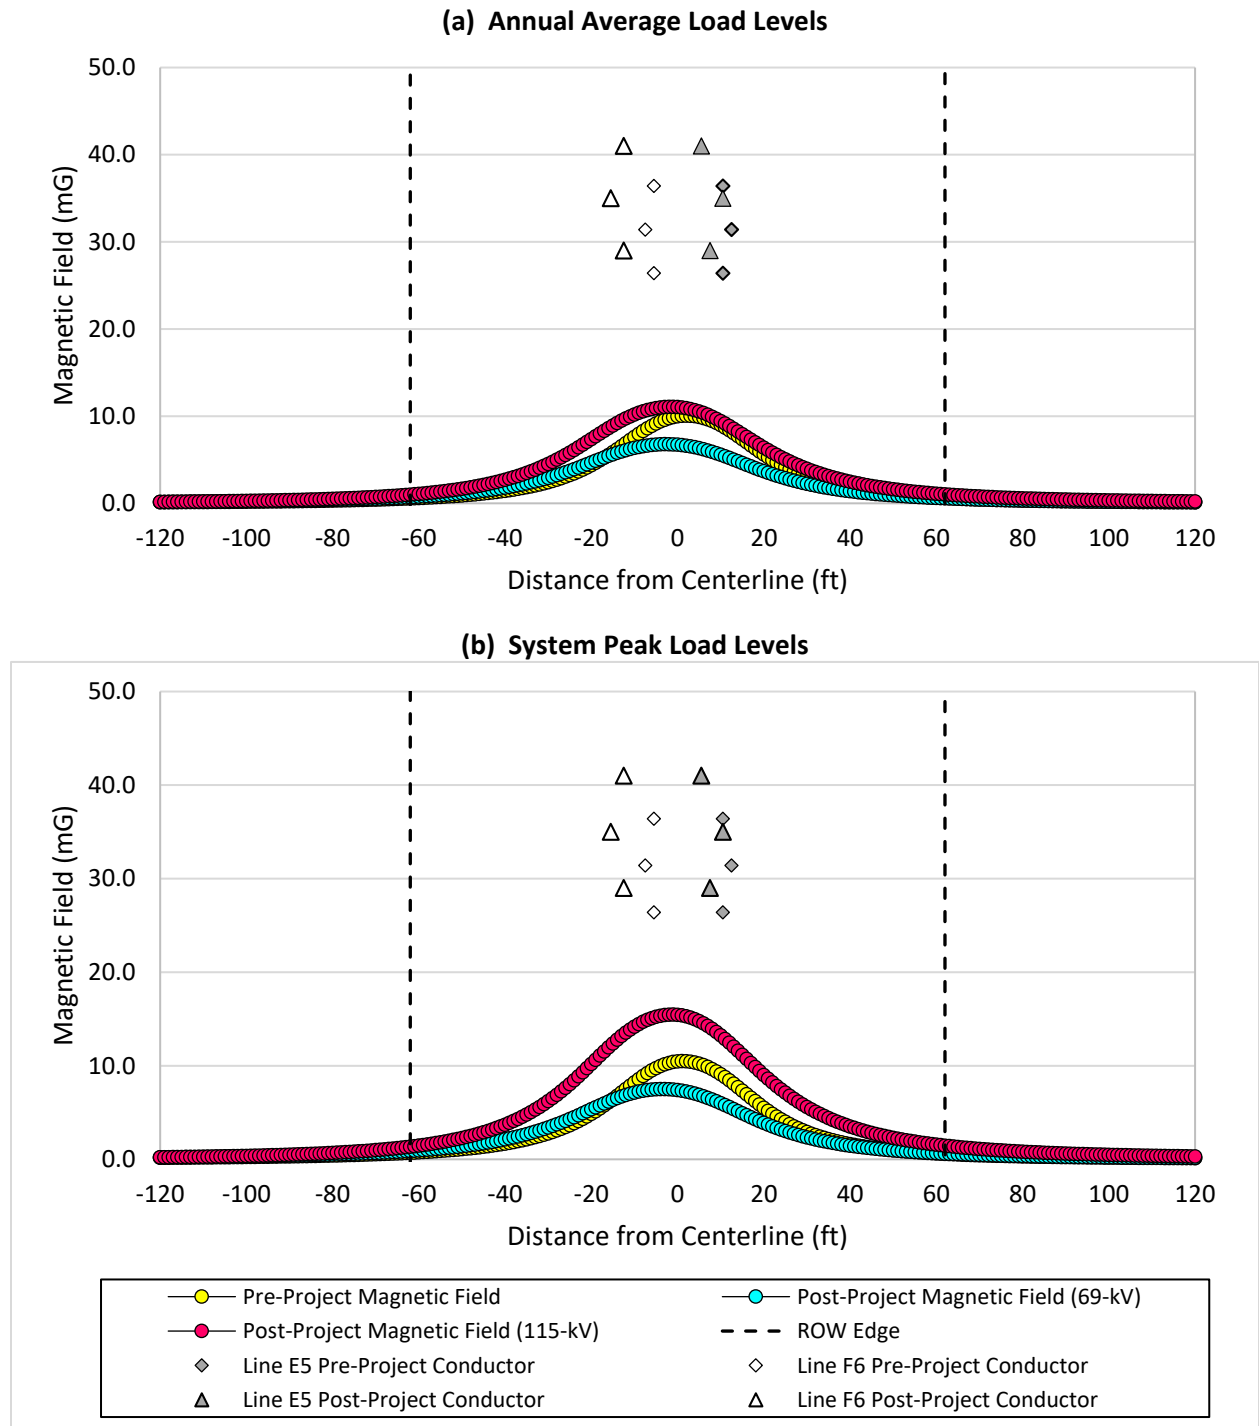 (a) Annual Average Load Levels
50.0
40.0
30.0
20.0
10.0
0.0
Magnetic Field (mG)
-120 -100 -80 -60 -40 -20 0 20 40 60 80 100 120
Distance from Centerline (ft)
(b) System Peak Load Levels
50.0
40.0
30.0
20.0
10.0
0.0
Magnetic Field (mG)
-120 -100 -80 -60 -40 -20 0 20 40 60 80 100 120
Distance from Centerline (ft)
Pre-Project Magnetic Field
Post-Project Magnetic Field (69-kV)
Post-Project Magnetic Field (115-kV)
ROW Edge
Line E5 Pre-Project Conductor
Line F6 Pre-Project Conductor
Line E5 Post-Project Conductor
Line F6 Post-Project Conductor